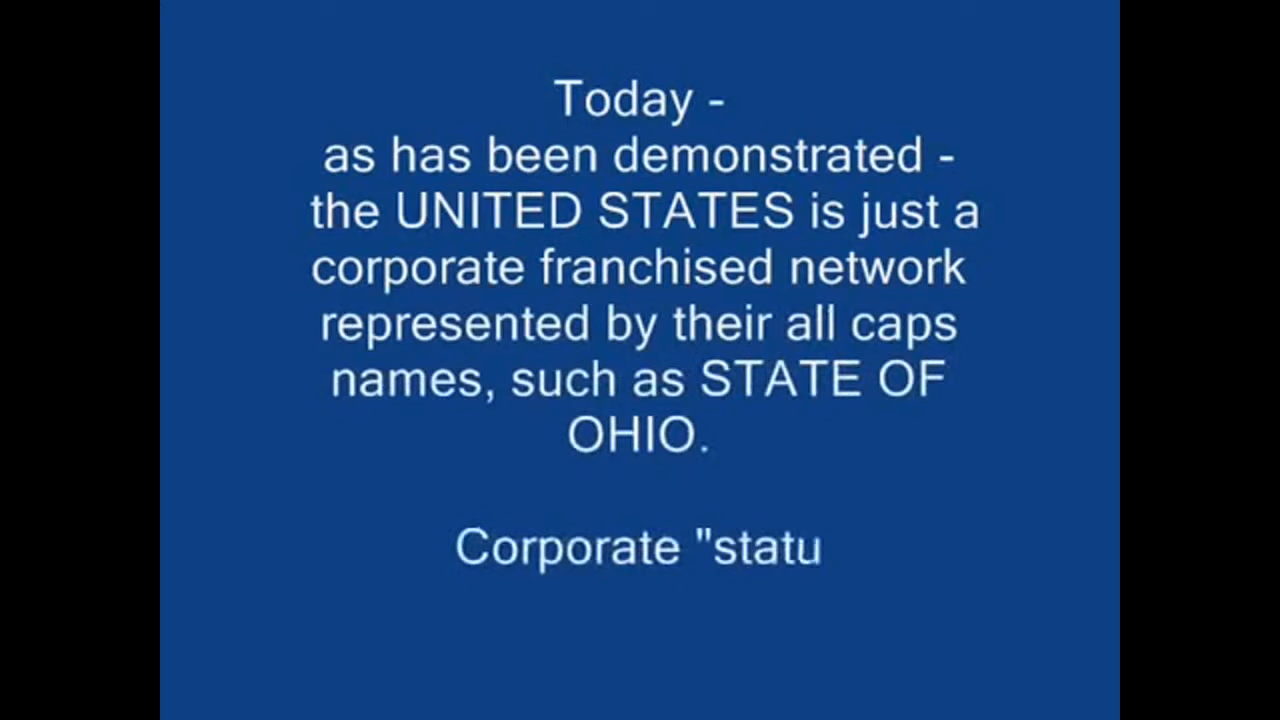 Today -
as has been demonstrated -
the UNITED STATES is just a
corporate franchised network
represented by their all caps
names, such as STATE OF
OHIO.
Corporate "statu